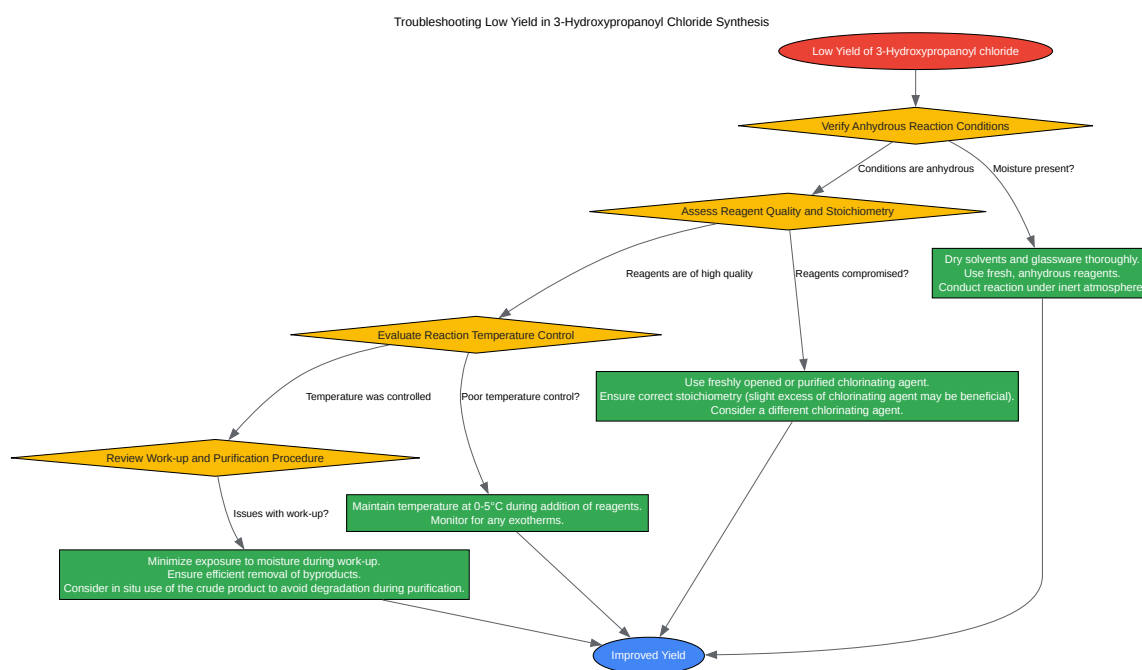 Troubleshooting Low Yield in 3-Hydroxypropanoyl Chloride Synthesis
Low Yield of 3-Hydroxypropanoyl chloride
Verify Anhydrous Reaction Conditions
Conditions are anhydrous
Moisture present?
Assess Reagent Quality and Stoichiometry
Dry solvents and glassware thoroughly.
Use fresh, anhydrous reagents.
Conduct reaction under inert atmosphere
Reagents are of high quality
Reagents compromised?
Evaluate Reaction Temperature Control
Use freshly opened or purified chlorinating agent.
Ensure correct stoichiometry (slight excess of chlorinating agent may be beneficial).
Consider a different chlorinating agent.
Temperature was controlled
Poor temperature control?
Review Work-up and Purification Procedure
Maintain temperature at 0-5°C during addition of reagents.
Monitor for any exotherms.
Issues with work-up?
Minimize exposure to moisture during work-up.
Ensure efficient removal of byproducts.
Consider in situ use of the crude product to avoid degradation during purification.
Improved Yield